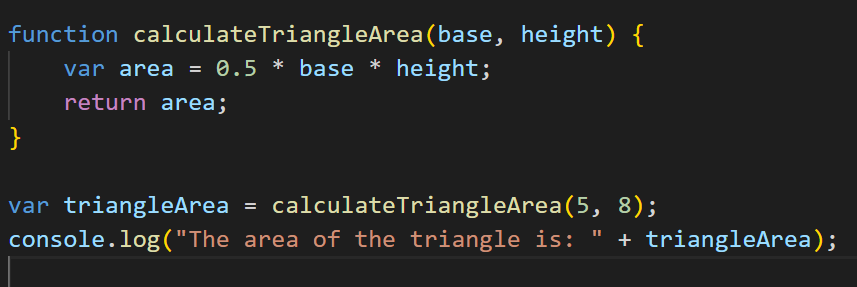 function calculateTriangleArea(base, height) {
    var area = 0.5 * base * height;
    return area;
}

var triangleArea = calculateTriangleArea(5, 8);
console.log("The area of the triangle is: " + triangleArea);